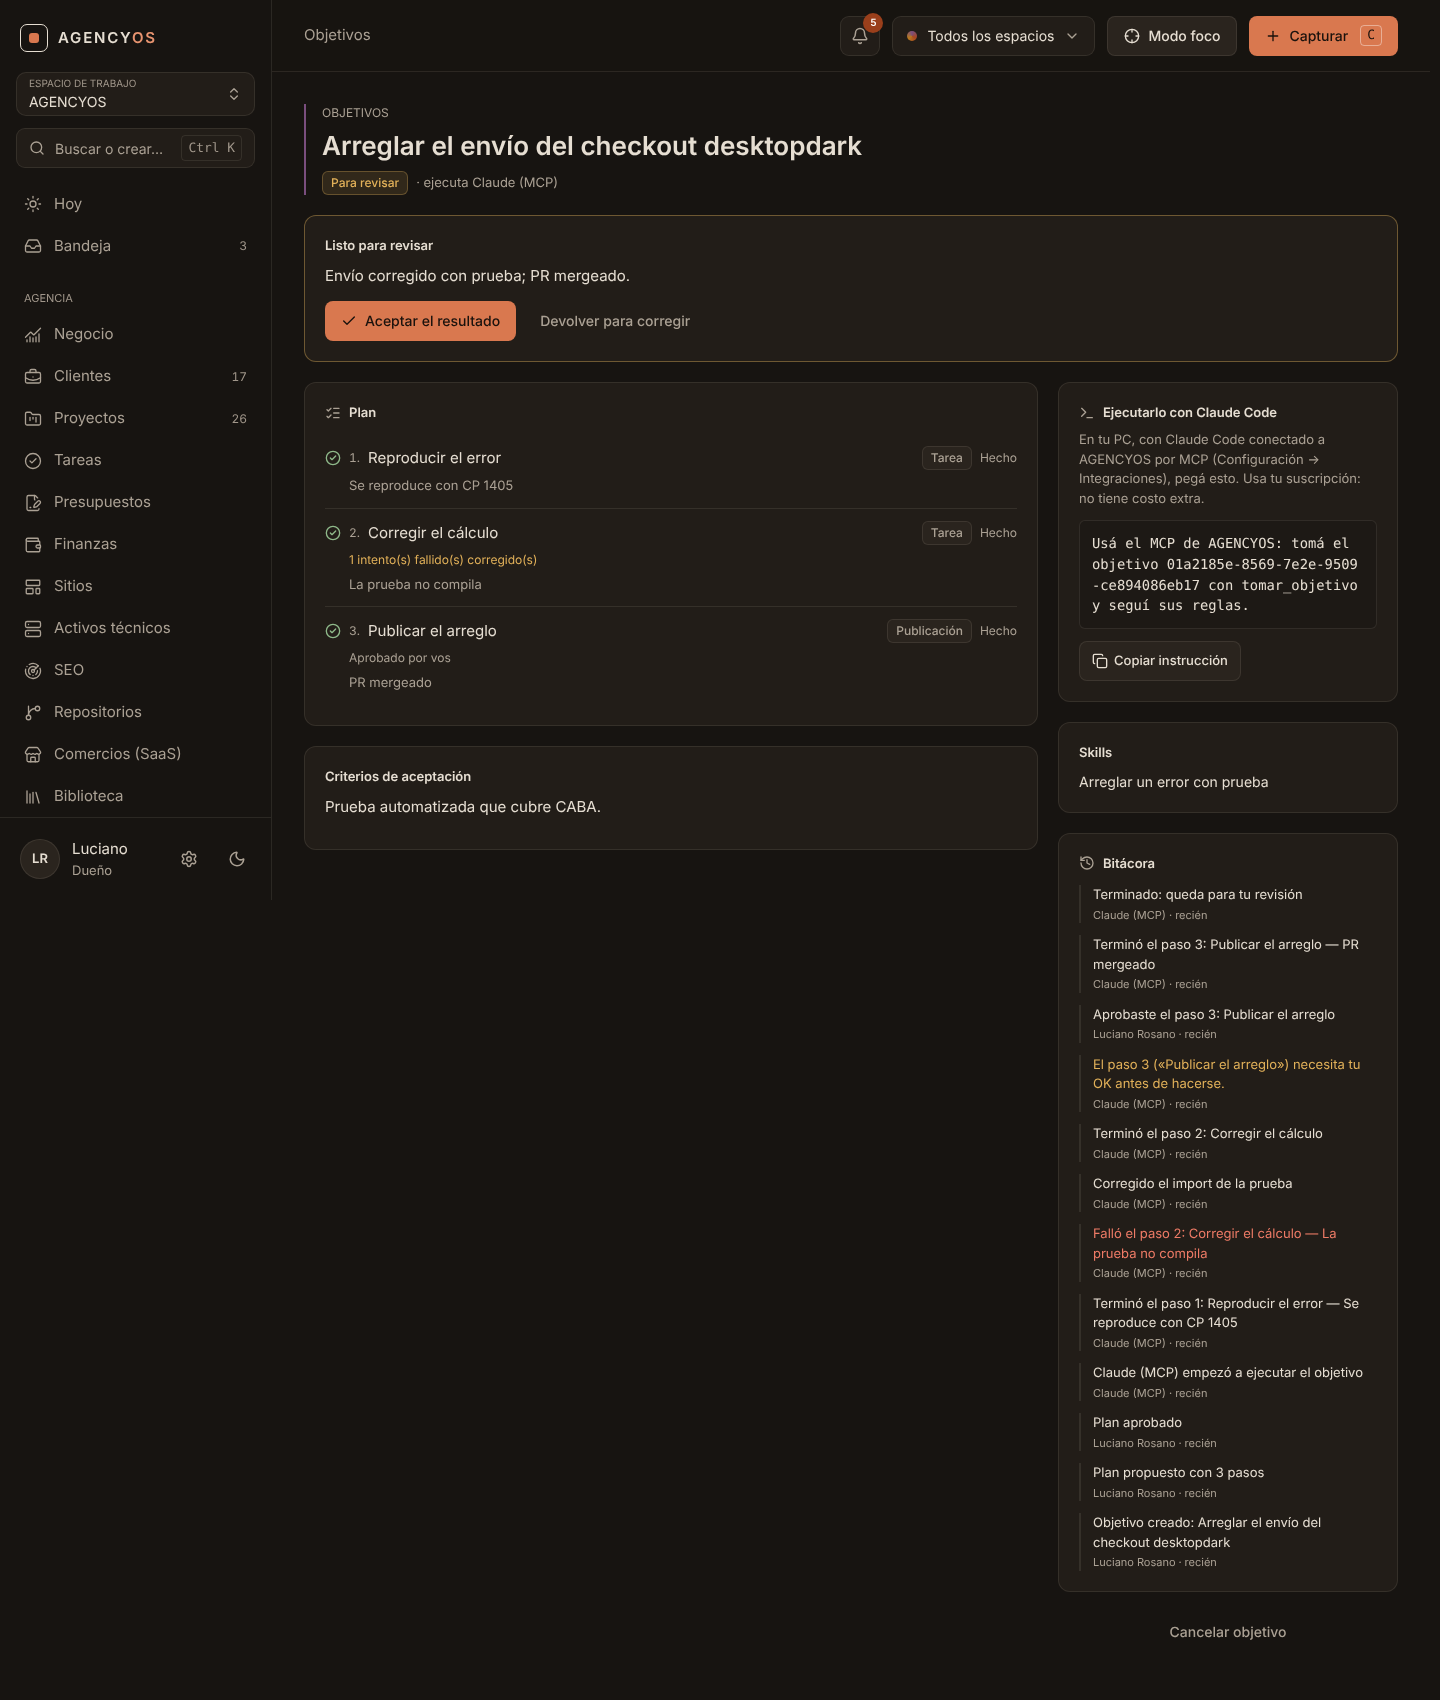 AGENCYOS
ESPACIO DE TRABAJO
AGENCYOS
Buscar o crear... Ctrl K
Hoy
Bandeja 3
AGENCIA
Negocio
Clientes 17
Proyectos 26
Tareas
Presupuestos
Finanzas
Sitios
Activos técnicos
SEO
Repositorios
Comercios (SaaS)
Biblioteca
LR
Luciano
Dueño
Objetivos
5
Todos los espacios
Modo foco
Capturar C
OBJETIVOS
Arreglar el envío del checkout desktopdark
Para revisar · ejecuta Claude (MCP)
Listo para revisar
Envío corregido con prueba; PR mergeado.
Aceptar el resultado
Devolver para corregir
Plan
1. Reproducir el error Tarea Hecho
Se reproduce con CP 1405
2. Corregir el cálculo Tarea Hecho
1 intento(s) fallido(s) corregido(s)
La prueba no compila
3. Publicar el arreglo Publicación Hecho
Aprobado por vos
PR mergeado
Criterios de aceptación
Prueba automatizada que cubre CABA.
Ejecutarlo con Claude Code
En tu PC, con Claude Code conectado a
AGENCYOS por MCP (Configuración →
Integraciones), pegá esto. Usa tu suscripción:
no tiene costo extra.
Usá el MCP de AGENCYOS: tomá el
objetivo 01a2185e-8569-7e2e-9509
-ce894086eb17 con tomar_objetivo
y seguí sus reglas.
Copiar instrucción
Skills
Arreglar un error con prueba
Bitácora
Terminado: queda para tu revisión
Claude (MCP) · recién
Terminó el paso 3: Publicar el arreglo — PR
mergeado
Claude (MCP) · recién
Aprobaste el paso 3: Publicar el arreglo
Luciano Rosano · recién
El paso 3 («Publicar el arreglo») necesita tu
OK antes de hacerse.
Claude (MCP) · recién
Terminó el paso 2: Corregir el cálculo
Claude (MCP) · recién
Corregido el import de la prueba
Claude (MCP) · recién
Falló el paso 2: Corregir el cálculo — La
prueba no compila
Claude (MCP) · recién
Terminó el paso 1: Reproducir el error — Se
reproduce con CP 1405
Claude (MCP) · recién
Claude (MCP) empezó a ejecutar el objetivo
Claude (MCP) · recién
Plan aprobado
Luciano Rosano · recién
Plan propuesto con 3 pasos
Luciano Rosano · recién
Objetivo creado: Arreglar el envío del
checkout desktopdark
Luciano Rosano · recién
Cancelar objetivo